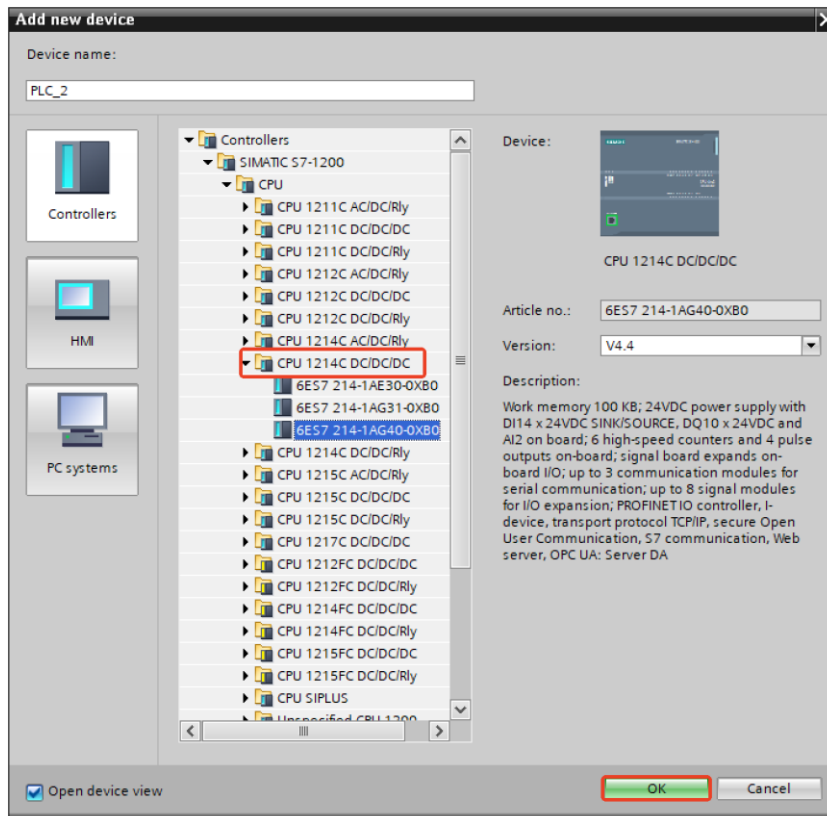 Add new device
Device name:
PLC_2
Controllers
HMI
PC systems
Controllers
SIMATIC S7-1200
CPU
CPU 1211C AC/DC/Rly
CPU 1211C DC/DC/DC
CPU 1211C DC/DC/Rly
CPU 1212C AC/DC/Rly
CPU 1212C DC/DC/DC
CPU 1212C DC/DC/Rly
CPU 1214C AC/DC/Rly
CPU 1214C DC/DC/DC
6ES7 214-1AE30-0XB0
6ES7 214-1AG31-0XB0
6ES7 214-1AG40-0XB0
CPU 1214C DC/DC/Rly
CPU 1215C AC/DC/Rly
CPU 1215C DC/DC/DC
CPU 1215C DC/DC/Rly
CPU 1217C DC/DC/DC
CPU 1212FC DC/DC/DC
CPU 1212FC DC/DC/Rly
CPU 1214FC DC/DC/DC
CPU 1214FC DC/DC/Rly
CPU 1215FC DC/DC/DC
CPU 1215FC DC/DC/Rly
CPU SIPLUS
Unspecified CPU 1200
Device:
CPU 1214C DC/DC/DC
Article no.: 6ES7 214-1AG40-0XB0
Version: V4.4
Description:
Work memory 100 KB; 24VDC power supply with
DI14 x 24VDC SINK/SOURCE, DQ10 x 24VDC and
AI2 on board; 6 high-speed counters and 4 pulse
outputs on-board; signal board expands on-
board I/O; up to 3 communication modules for
serial communication; up to 8 signal modules
for I/O expansion; PROFINET IO controller, I-
device, transport protocol TCP/IP, secure Open
User Communication, S7 communication, Web
server, OPC UA: Server DA
Open device view
OK
Cancel